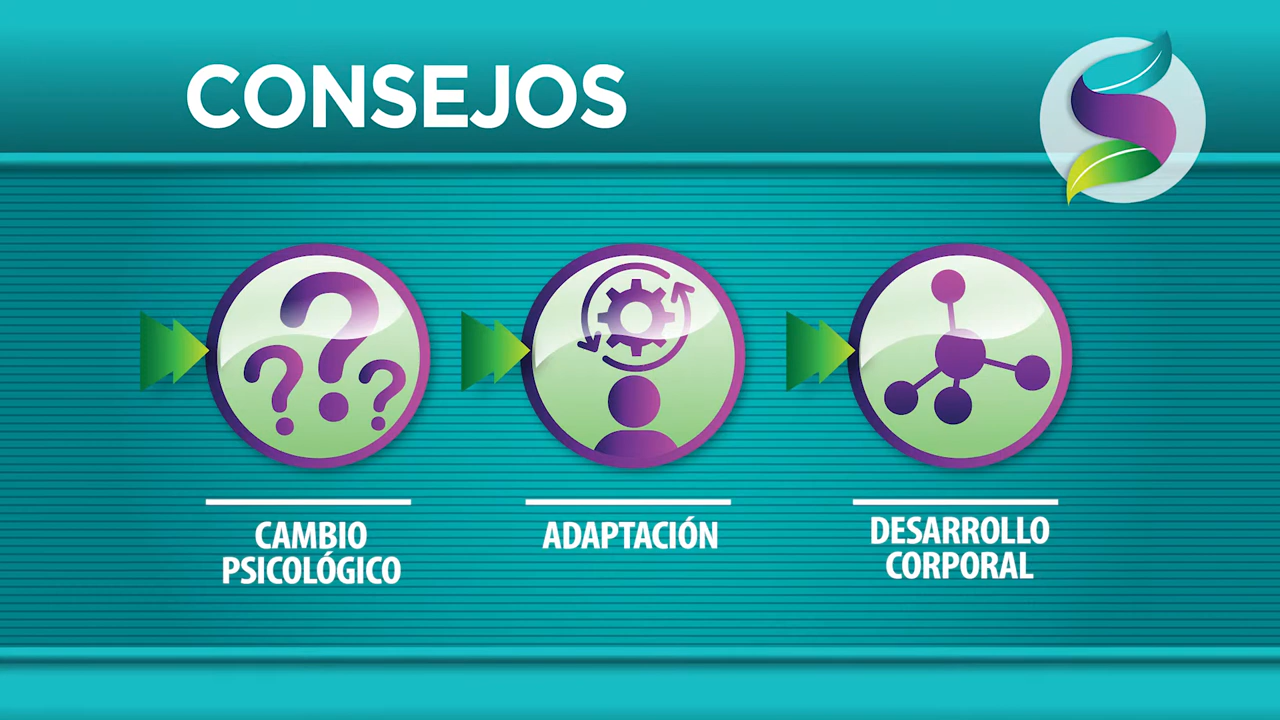 CONSEJOS
CAMBIO
PSICOLÓGICO
ADAPTACIÓN
DESARROLLO
CORPORAL